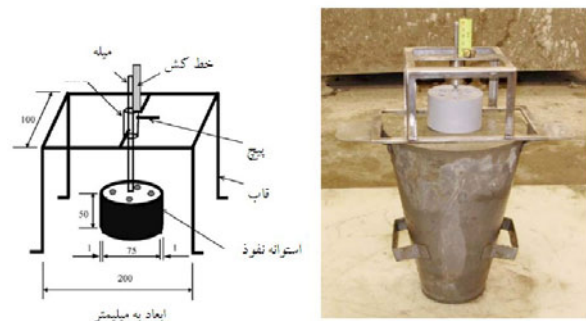 میله
خط کش
100
پیچ
قاب
50
استوانه نفوذ
1
75
1
200
ابعاد به میلیمتر